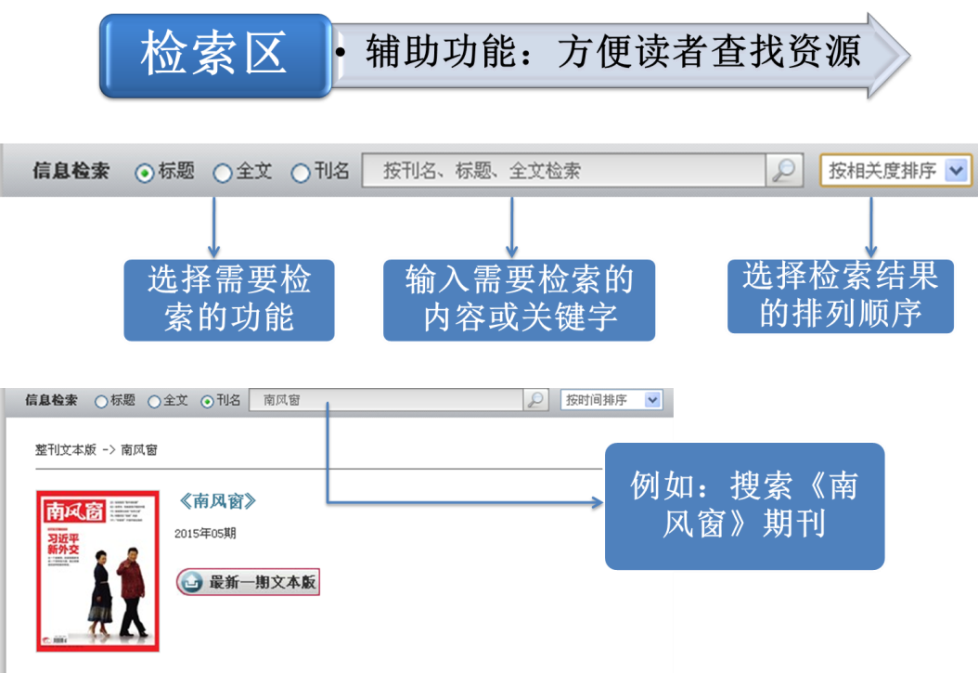 检索区
• 辅助功能：方便读者查找资源
信息检索 标题 全文 刊名 按刊名、标题、全文检索 按相关度排序
选择需要检
索的功能
输入需要检索的
内容或关键字
选择检索结果
的排列顺序
信息检索 标题 全文 刊名 南风窗 按时间排序
整刊文本版 -> 南风窗
南风窗
习近平
新外交
《南风窗》
2015年05期
最新一期文本版
例如：搜索《南
风窗》期刊